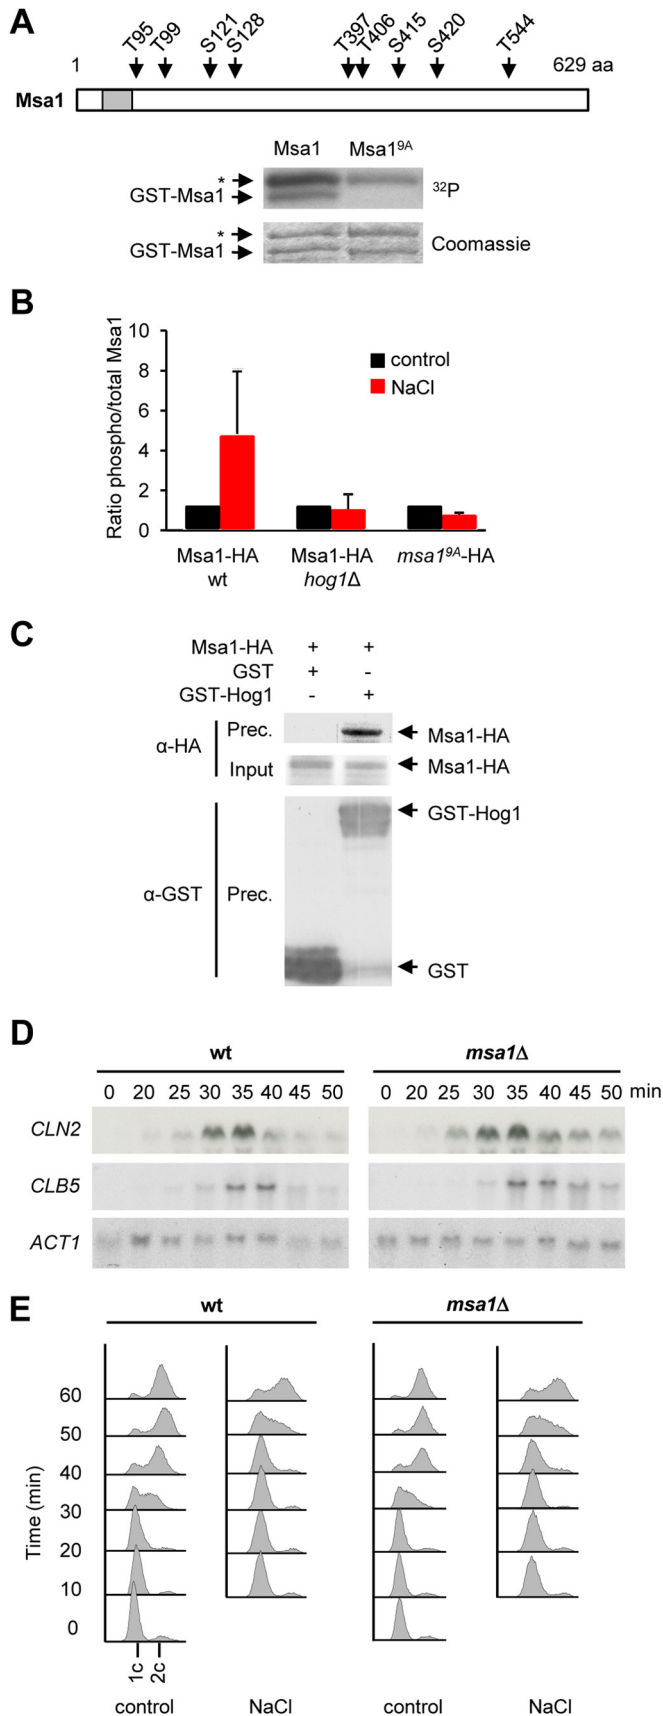 A
T95 T99 S121 S128 T397 T406 S415 S420 T544
1 629 aa
Msa1
Msa1 Msa1⁹ᴬ
*
GST-Msa1
³²P
*
GST-Msa1
Coomassie
B
Ratio phospho/total Msa1
10
8
6
4
2
0
control
NaCl
Msa1-HA wt
Msa1-HA hog1Δ
msa1⁹ᴬ-HA
C
Msa1-HA + +
GST + -
GST-Hog1 - +
α-HA
Prec. Msa1-HA
Input Msa1-HA
GST-Hog1
α-GST Prec.
GST
D
wt msa1Δ
0 20 25 30 35 40 45 50 0 20 25 30 35 40 45 50 min
CLN2
CLB5
ACT1
E
wt msa1Δ
Time (min)
60
50
40
30
20
10
0
1c 2c
control NaCl control NaCl